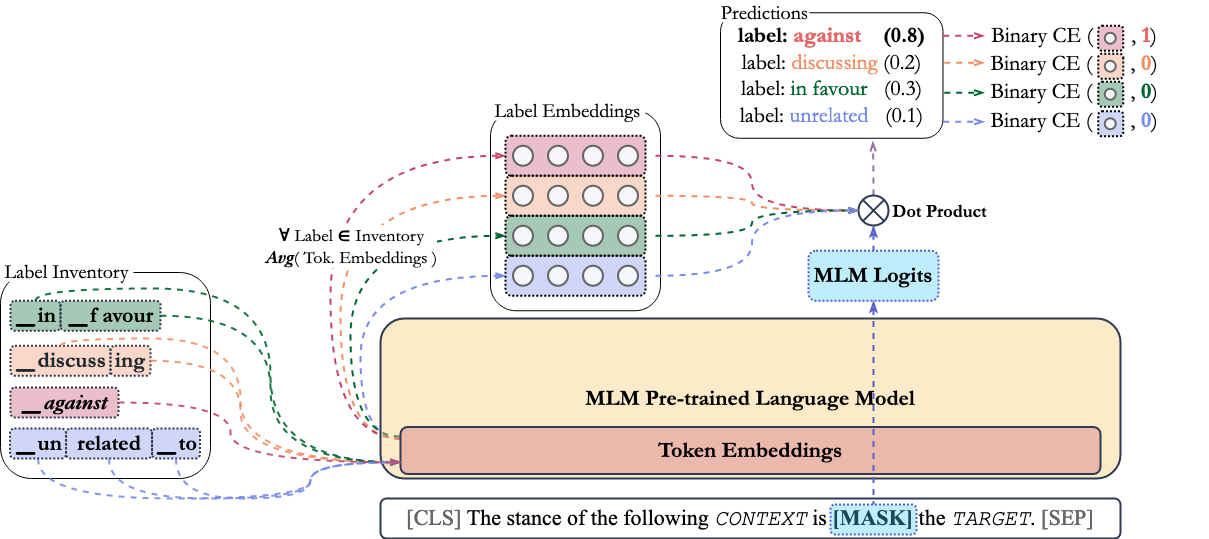 Predictions
label: against (0.8)
label: discussing (0.2)
label: in favour (0.3)
label: unrelated (0.1)
Binary CE ( , 1)
Binary CE ( , 0)
Binary CE ( , 0)
Binary CE ( , 0)
Label Embeddings
Dot Product
∀ Label ∈ Inventory
Avg( Tok. Embeddings )
MLM Logits
Label Inventory
__in __f avour
__discuss ing
__against
__un related __to
MLM Pre-trained Language Model
Token Embeddings
[CLS] The stance of the following CONTEXT is [MASK] the TARGET. [SEP]